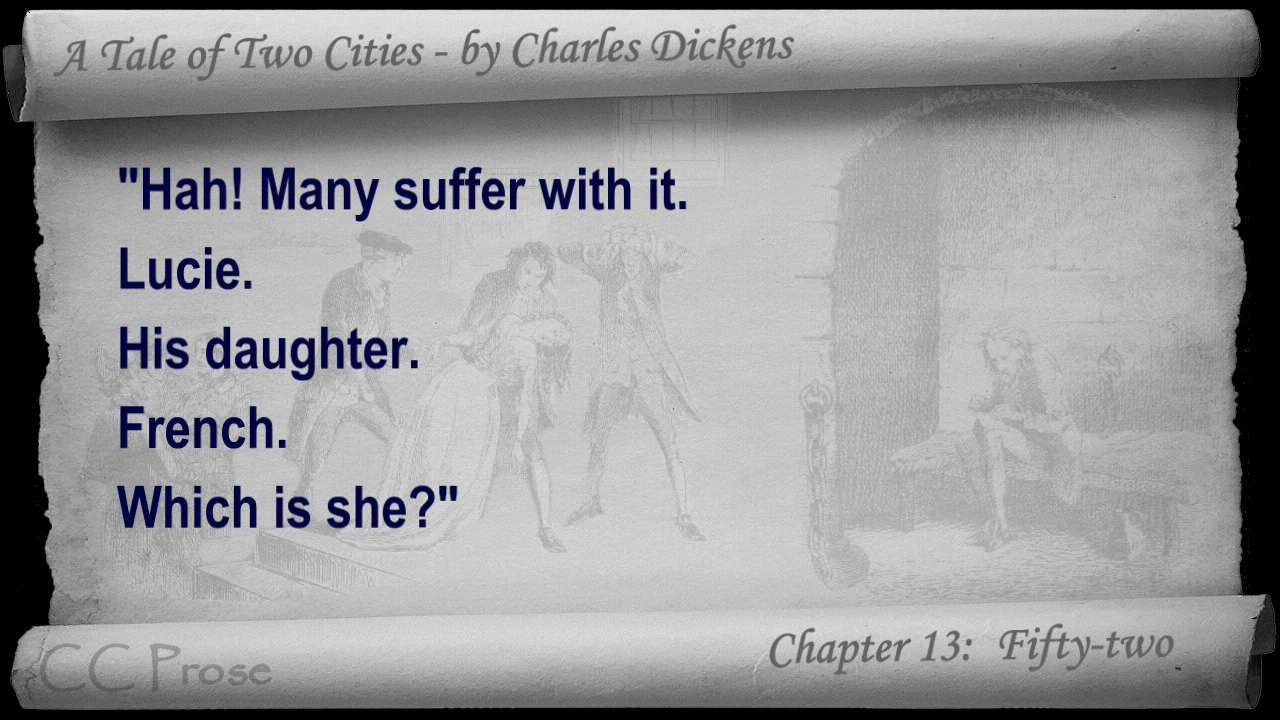 A Tale of Two Cities - by Charles Dickens
"Hah! Many suffer with it.
Lucie.
His daughter.
French.
Which is she?"
CC Prose
Chapter 13: Fifty-two